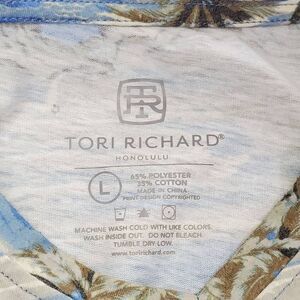 TR
TORI RICHARD®
HONOLULU
L
65% POLYESTER
35% COTTON
MADE IN CHINA
PRINT DESIGN COPYRIGHTED
MACHINE WASH COLD WITH LIKE COLORS.
WASH INSIDE OUT. DO NOT BLEACH.
TUMBLE DRY LOW.
www.toririchard.com